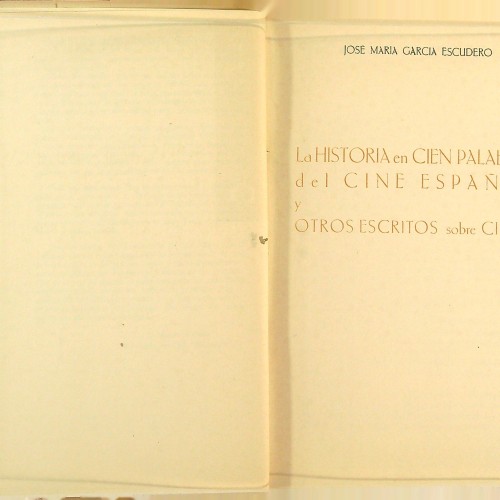 JOSE MARIA GARCIA ESCUDERO
La HISTORIA en CIEN PALAB
del CINE ESPAÑ
y
OTROS ESCRITOS sobre CI